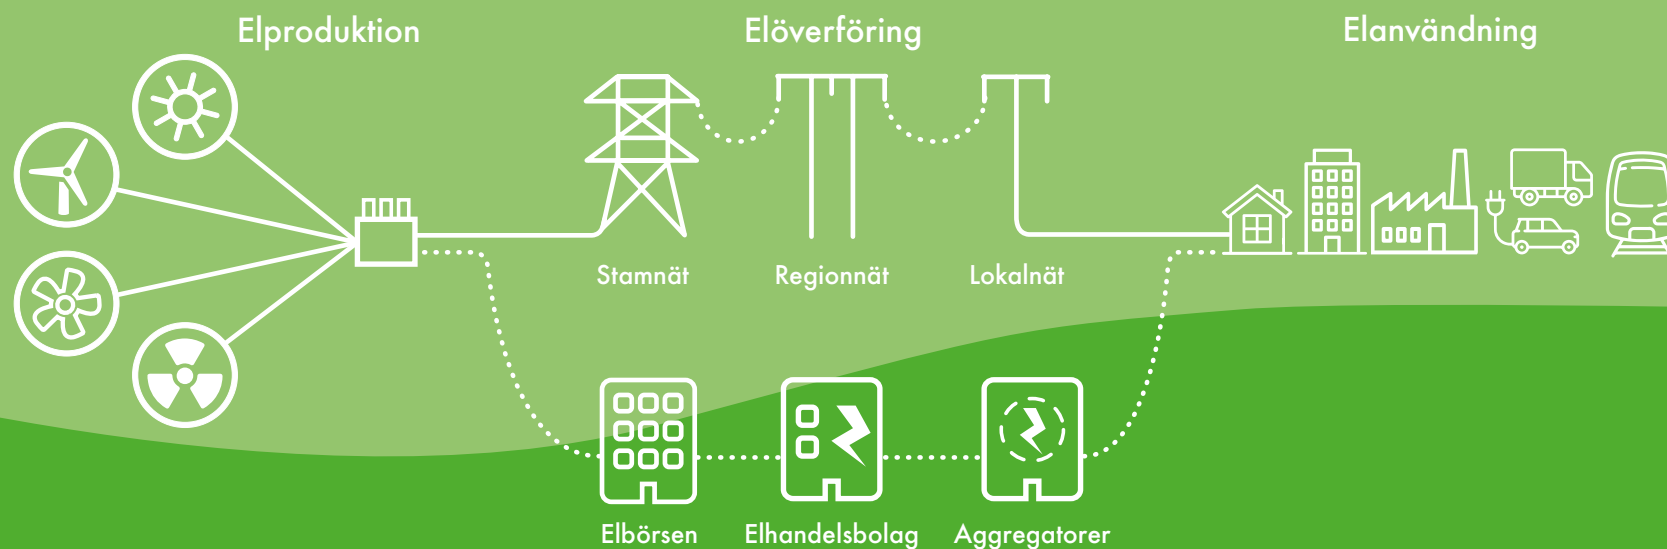 Elproduktion
Elöverföring
Elanvändning
Stamnät
Regionnät
Lokalnät
Elbörsen
Elhandelsbolag
Aggregatorer